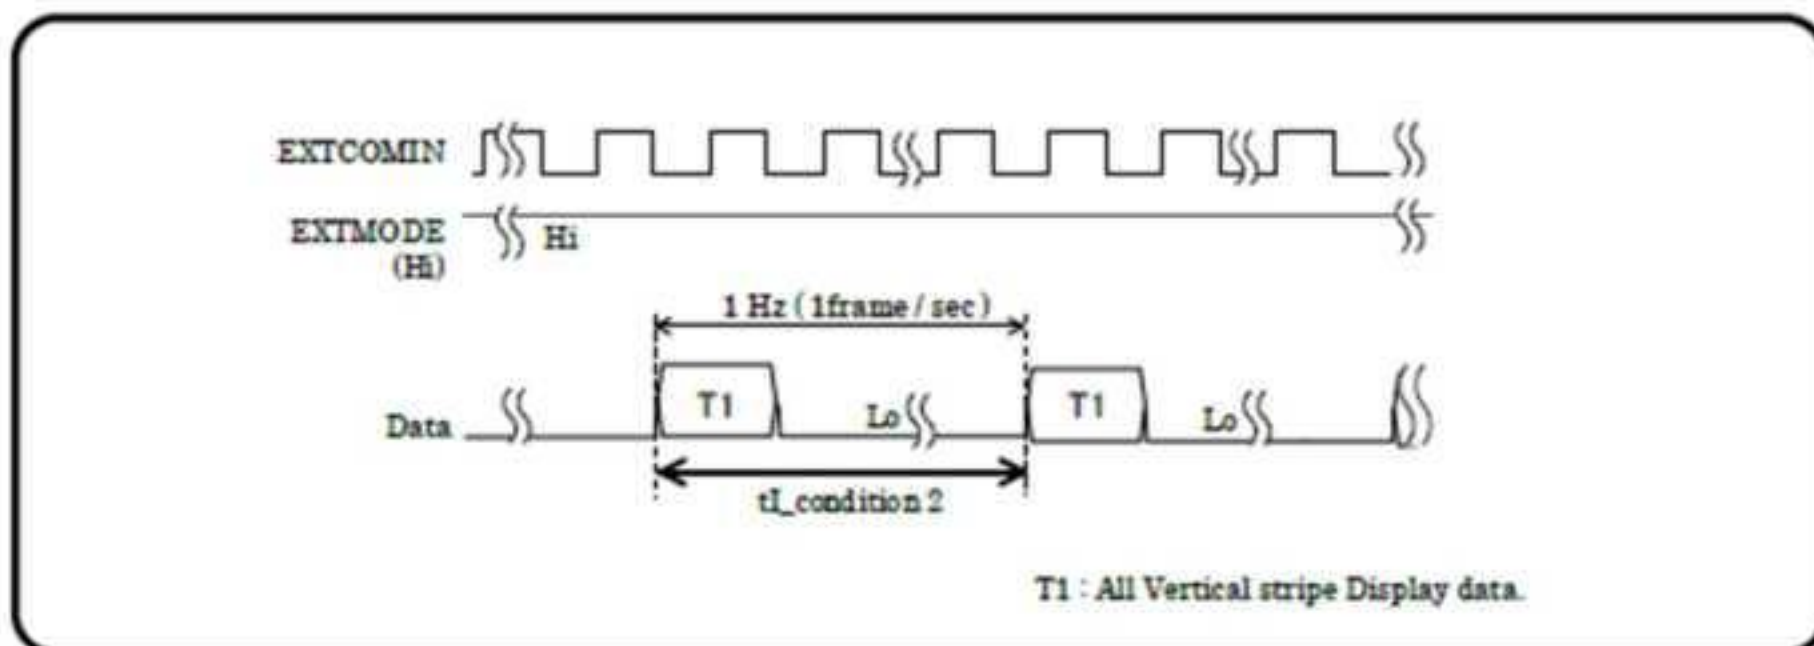 EXTCOMIN
EXTMODE
(Hi)
Hi
1 Hz ( 1frame / sec )
Data
T1
Lo
T1
Lo
tI_condition 2
T1 : All Vertical stripe Display data.